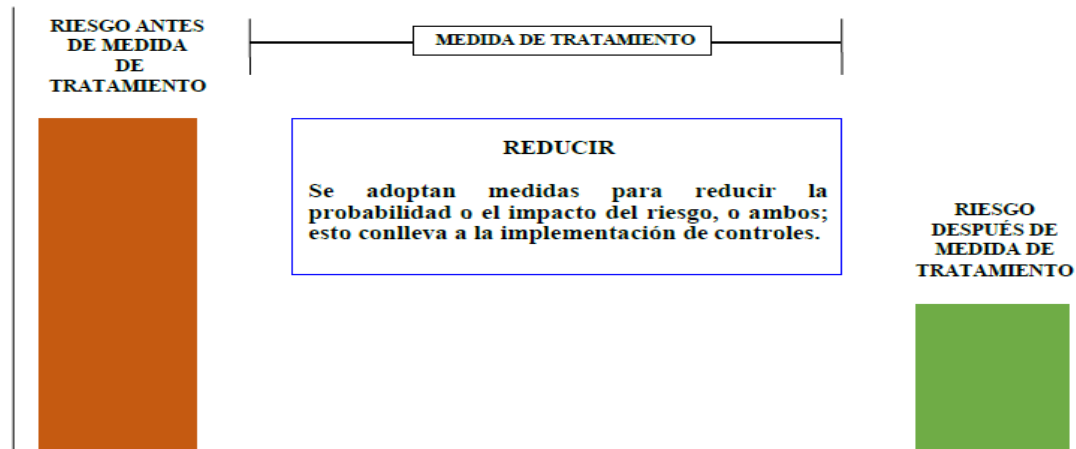 RIESGO ANTES
DE MEDIDA
DE
TRATAMIENTO
MEDIDA DE TRATAMIENTO
REDUCIR
Se adoptan medidas para reducir la
probabilidad o el impacto del riesgo, o ambos;
esto conlleva a la implementación de controles.
RIESGO
DESPUÉS DE
MEDIDA DE
TRATAMIENTO